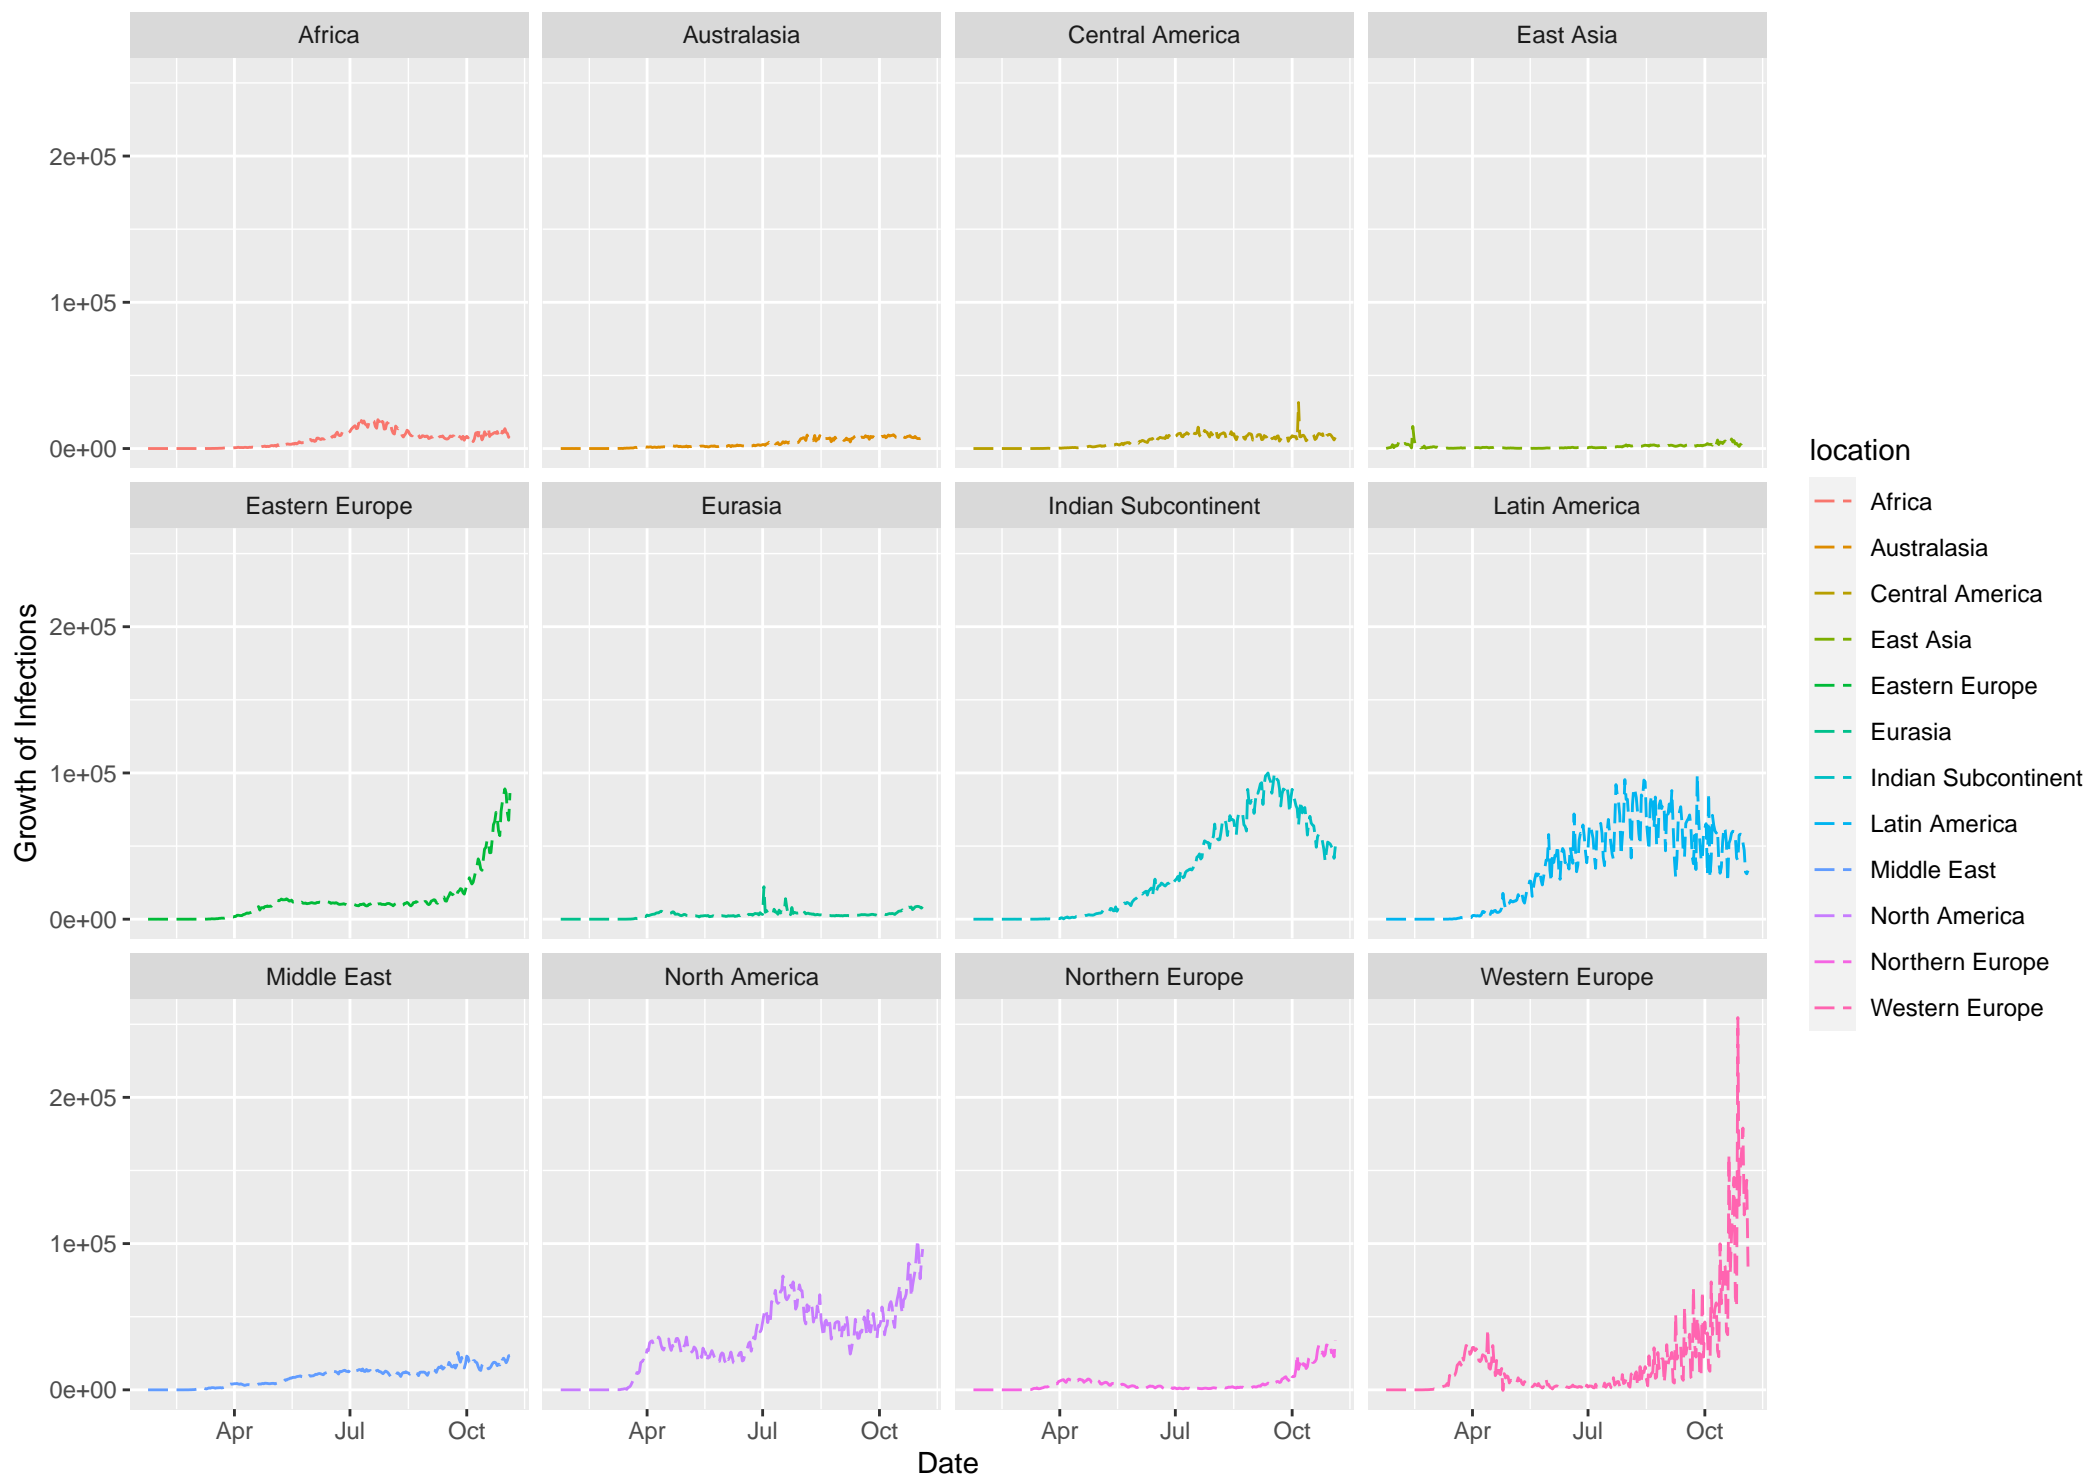 Africa
Australasia
Central America
East Asia
2e+05
1e+05
0e+00
Eastern Europe
Eurasia
Indian Subcontinent
Latin America
2e+05
1e+05
0e+00
Middle East
North America
Northern Europe
Western Europe
2e+05
1e+05
0e+00
Apr Jul Oct
Apr Jul Oct
Apr Jul Oct
Apr Jul Oct
Date
Growth of Infections
location
Africa
Australasia
Central America
East Asia
Eastern Europe
Eurasia
Indian Subcontinent
Latin America
Middle East
North America
Northern Europe
Western Europe